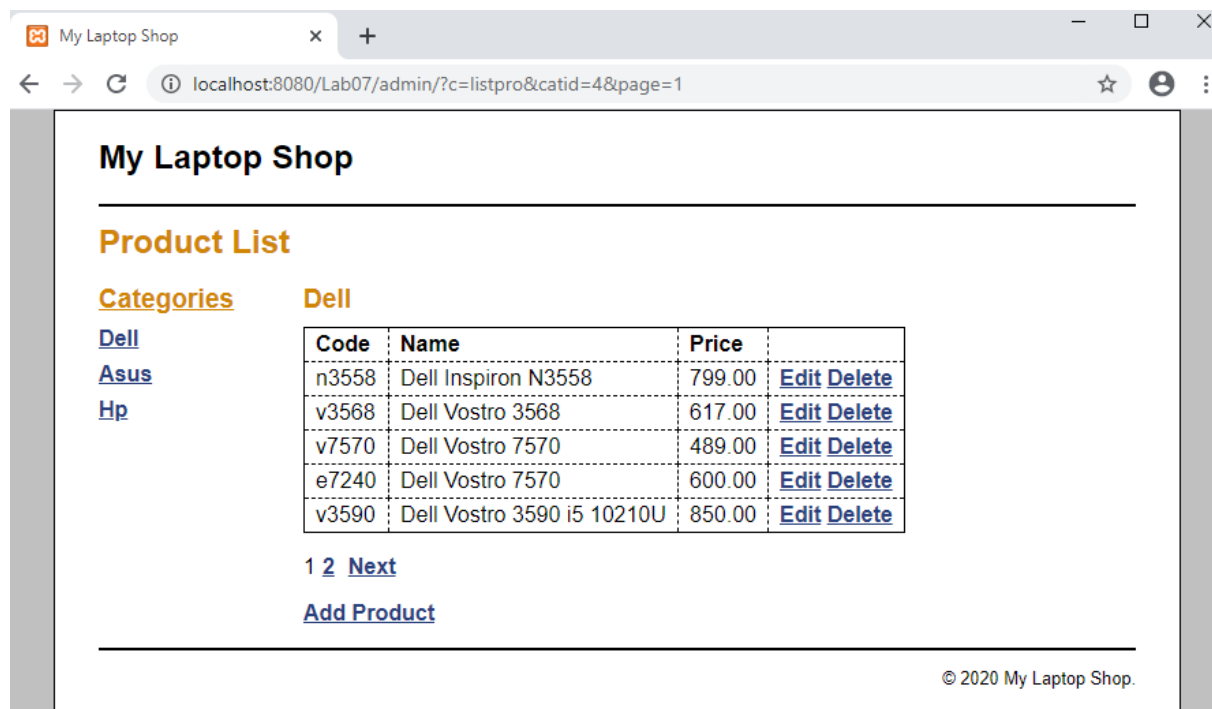 My Laptop Shop
localhost:8080/Lab07/admin/?c=listpro&catid=4&page=1
My Laptop Shop
Product List
Categories
Dell
Asus
Hp
Dell
Code Name Price
n3558 Dell Inspiron N3558 799.00 Edit Delete
v3568 Dell Vostro 3568 617.00 Edit Delete
v7570 Dell Vostro 7570 489.00 Edit Delete
e7240 Dell Vostro 7570 600.00 Edit Delete
v3590 Dell Vostro 3590 i5 10210U 850.00 Edit Delete
1 2 Next
Add Product
© 2020 My Laptop Shop.